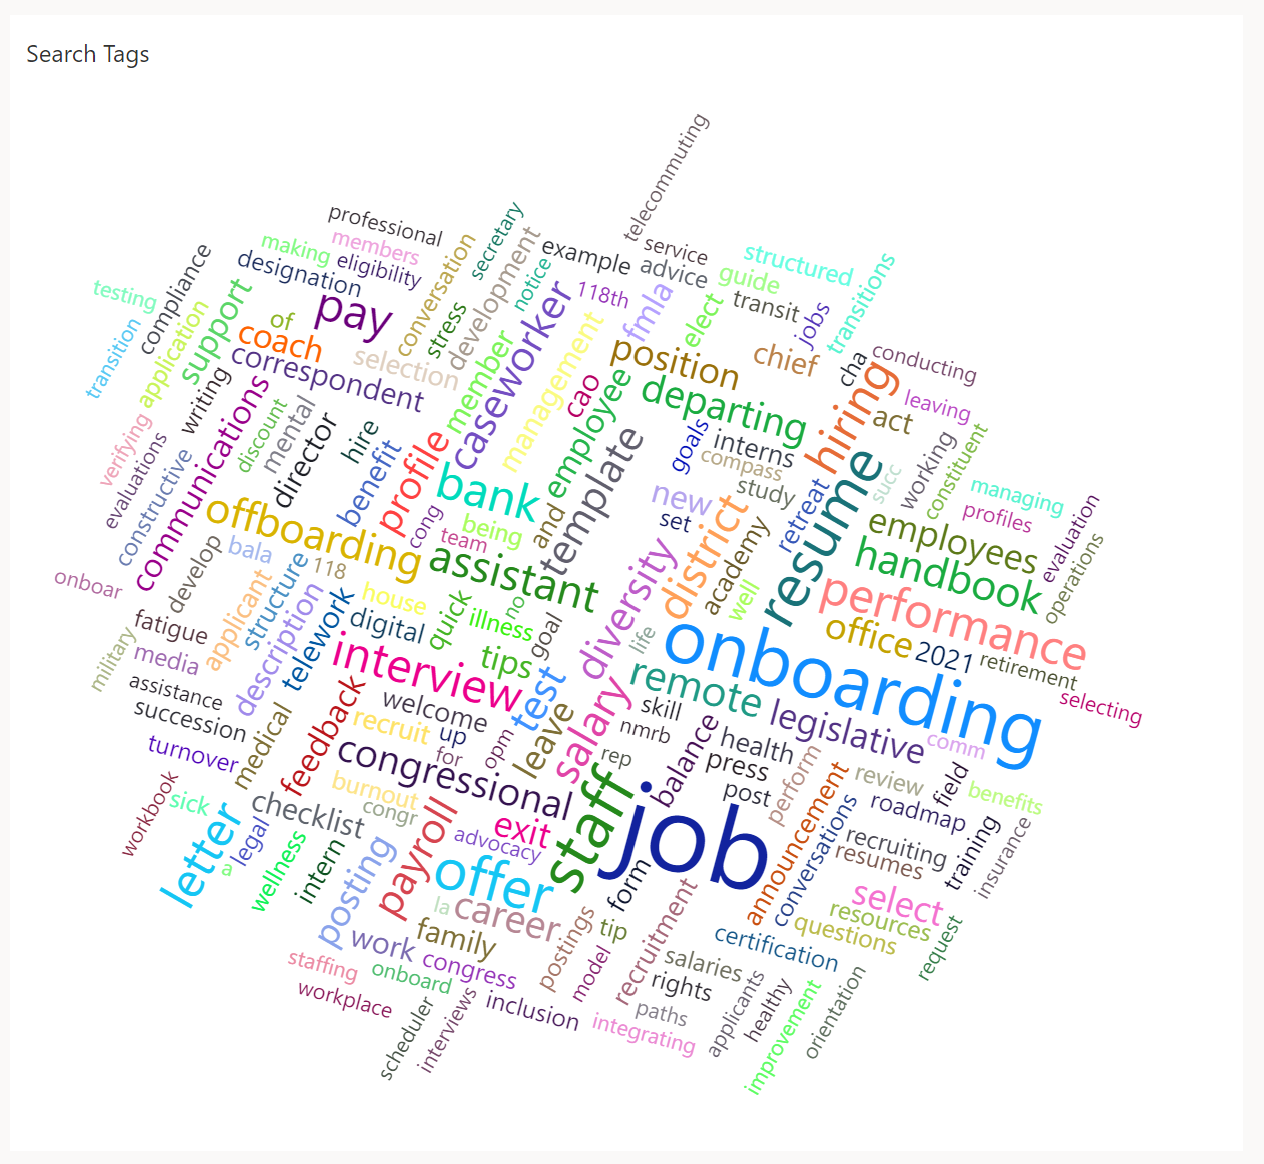 Search Tags
telecommuting
professional
members
making
eligibility
designation
secretary
conversation
development
notice
example
service
advice
structured
guide
transit
transitions
jobs
compliance
testing
transition
application
support
of
coach
pay
stress
selection
correspondent
118th
fmla
elect
position
chief
cha
conducting
leaving
writing
communications
discount
mental
director
hire
member
caseworker
management
cao
employee
departing
goals
interns
compass
study
hiring
act
working
constituent
succ
managing
profiles
evaluation
operations
verifying
evaluations
constructive
benefit
profile
bank
cong
being
team
and
template
new
set
district
academy
retreat
resume
employees
handbook
offboarding
assistant
develop
bala
118
onboar
applicant
structure
description
telework
house
digital
quick
illness
no
goal
diversity
life
well
performance
office
2021
retirement
selecting
fatigue
military
media
assistance
succession
turnover
medical
feedback
interview
tips
test
welcome
recruit
up
for
opm
leave
salary
remote
skill
nmrb
rep
onboarding
legislative
comm
workbook
sick
letter
legal
a
checklist
wellness
intern
burnout
congr
congressional
payroll
posting
exit
advocacy
offer
staff
balance
health
press
post
perform
review
roadmap
field
benefits
job
announcement
conversations
recruiting
resumes
training
insurance
la
career
family
work
congress
onboard
staffing
workplace
scheduler
interviews
inclusion
postings
tip
form
model
recruitment
salaries
rights
paths
integrating
certification
questions
resources
select
request
applicants
healthy
improvement
orientation